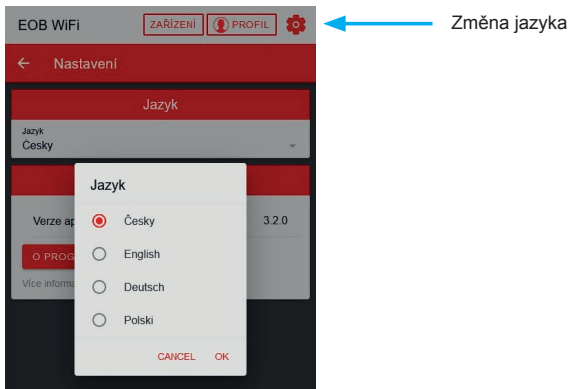 EOB WiFi ZAŘÍZENÍ PROFIL Změna jazyka
Nastavení
Jazyk
Jazyk
Česky
Jazyk
Verze ap 3.2.0
Česky
O PROG
English
Více informa
Deutsch
Polski
CANCEL OK